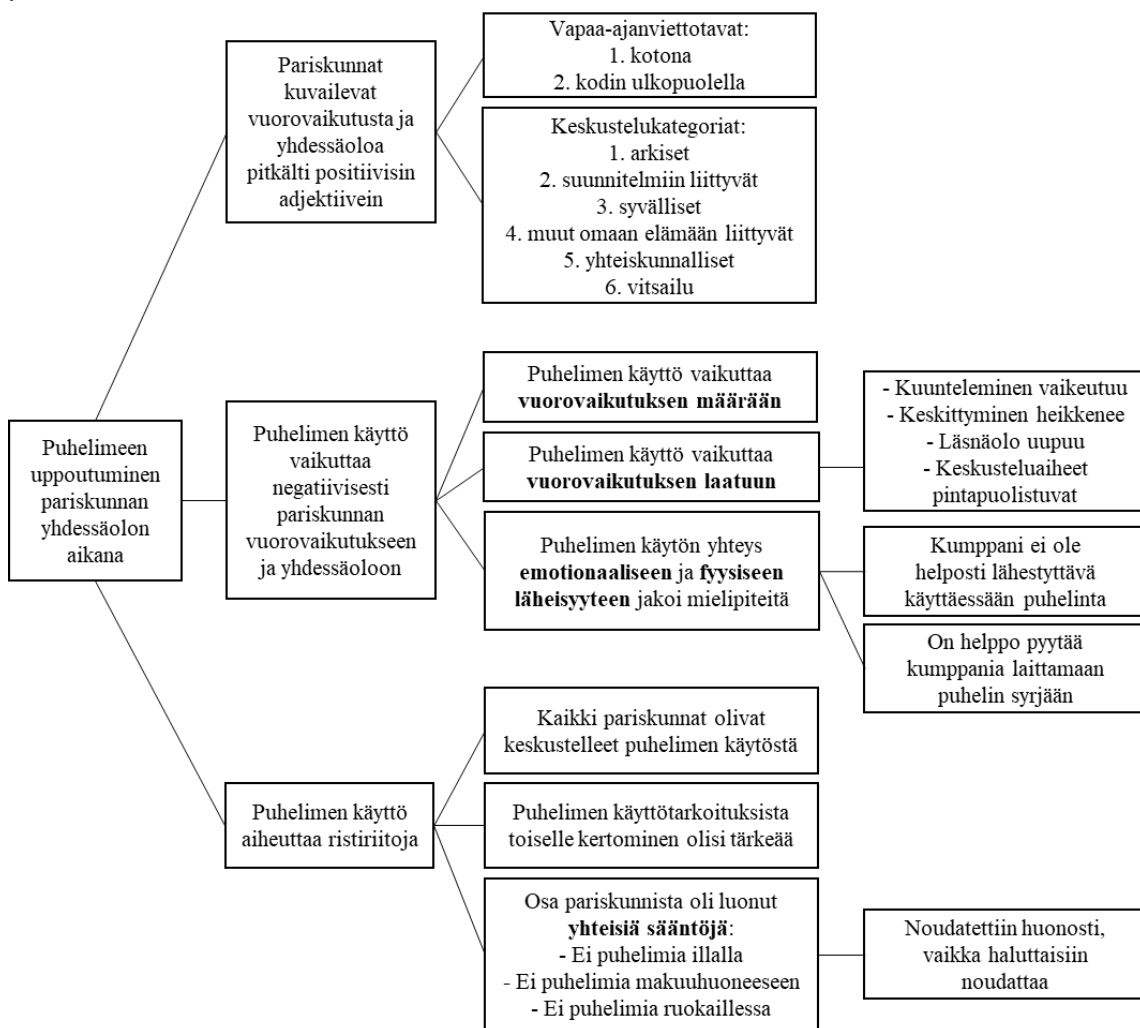 Vapaa-ajanviettotavat:
1. kotona
2. kodin ulkopuolella
Pariskunnat
kuvailevat
vuorovaikutusta ja
yhdessäoloa
pitkälti positiivisin
adjektiivein
Keskustelukategoriat:
1. arkiset
2. suunnitelmiin liittyvät
3. syvälliset
4. muut omaan elämään liittyvät
5. yhteiskunnalliset
6. vitsailu
Puhelimeen
uppoutuminen
pariskunnan
yhdessäolon
aikana
Puhelimen käyttö
vaikuttaa
negatiivisesti
pariskunnan
vuorovaikutukseen
ja yhdessäoloon
Puhelimen käyttö vaikuttaa
vuorovaikutuksen määrään
Puhelimen käyttö vaikuttaa
vuorovaikutuksen laatuun
- Kuunteleminen vaikeutuu
- Keskittyminen heikkenee
- Läsnäolo uupuu
- Keskusteluaiheet
pintapuolistuvat
Puhelimen käytön yhteys
emotionaaliseen ja fyysiseen
läheisyyteen jakoi mielipiteitä
Kumppani ei ole
helposti lähestyttävä
käyttäessään puhelinta
On helppo pyytää
kumppania laittamaan
puhelin syrjään
Puhelimen käyttö
aiheuttaa ristiriitoja
Kaikki pariskunnat olivat
keskustelleet puhelimen käytöstä
Puhelimen käyttötarkoituksista
toiselle kertominen olisi tärkeää
Osa pariskunnista oli luonut
yhteisiä sääntöjä:
- Ei puhelimia illalla
- Ei puhelimia makuuhuoneeseen
- Ei puhelimia ruokaillessa
Noudatettiin huonosti,
vaikka haluttaisiin
noudattaa